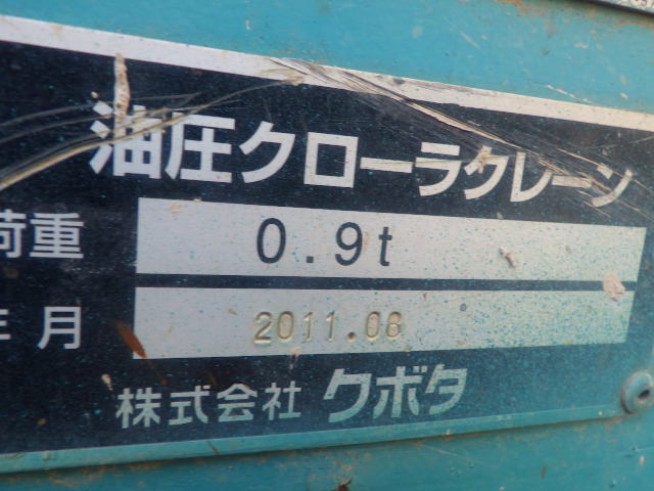 油圧クローラクレーン
荷重 0.9t
年月 2011.08
株式会社クボタ